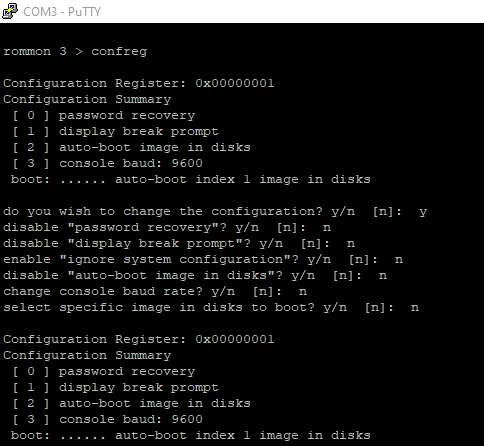 COM3 - PuTTY
rommon 3 > confreg
Configuration Register: 0x00000001
Configuration Summary
[ 0 ] password recovery
[ 1 ] display break prompt
[ 2 ] auto-boot image in disks
[ 3 ] console baud: 9600
boot: ...... auto-boot index 1 image in disks
do you wish to change the configuration? y/n [n]: y
disable "password recovery"? y/n [n]: n
disable "display break prompt"? y/n [n]: n
enable "ignore system configuration"? y/n [n]: n
disable "auto-boot image in disks"? y/n [n]: n
change console baud rate? y/n [n]: n
select specific image in disks to boot? y/n [n]: n
Configuration Register: 0x00000001
Configuration Summary
[ 0 ] password recovery
[ 1 ] display break prompt
[ 2 ] auto-boot image in disks
[ 3 ] console baud: 9600
boot: ...... auto-boot index 1 image in disks